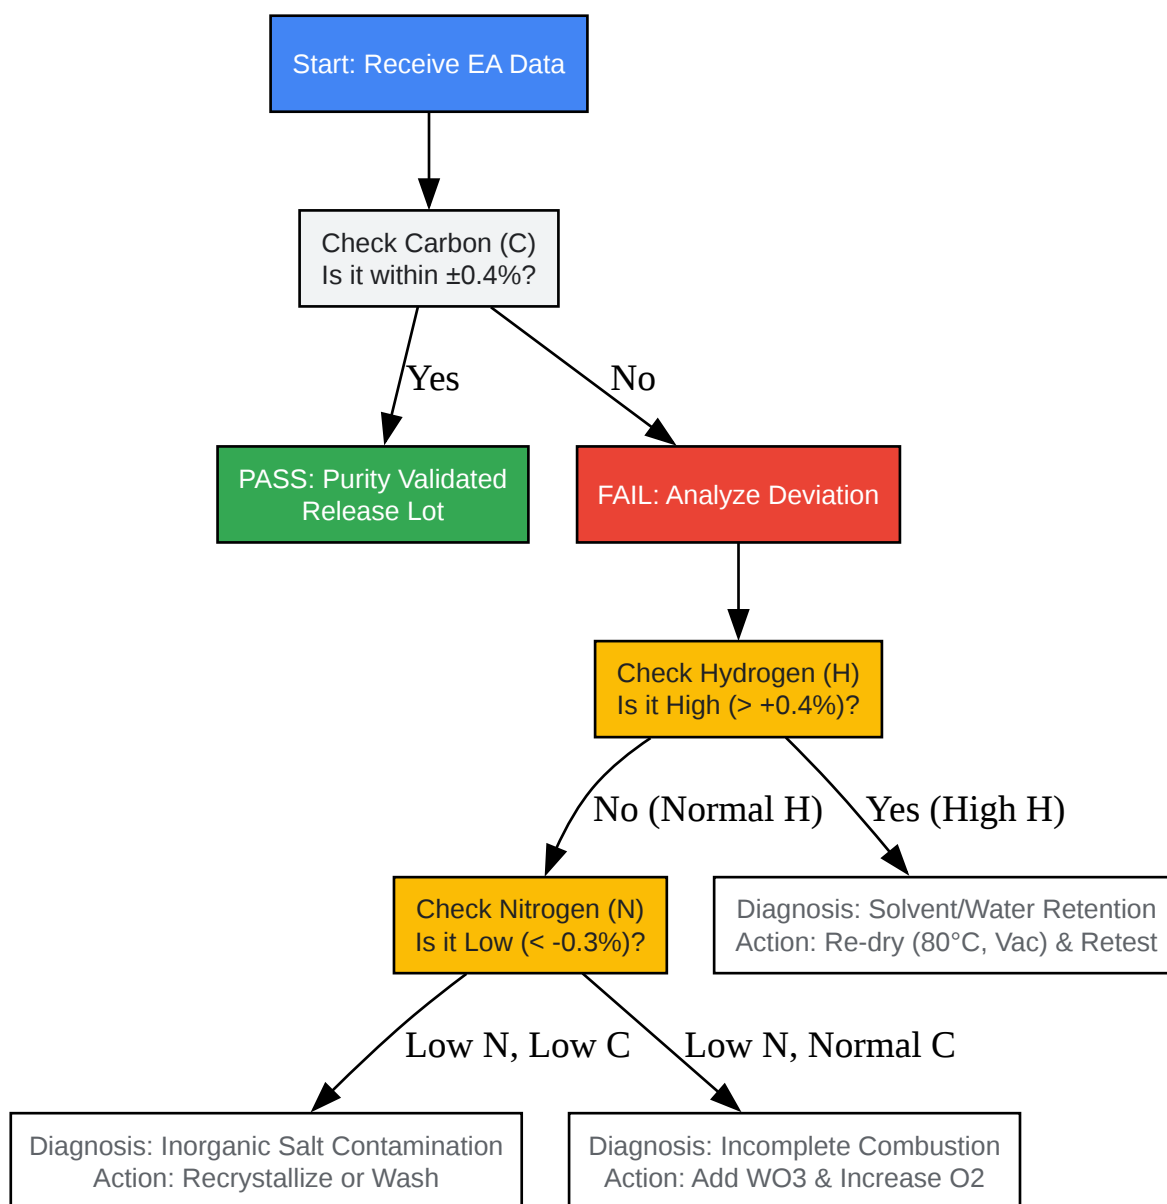 Start: Receive EA Data
Check Carbon (C)
Is it within ±0.4%?
Yes
No
PASS: Purity Validated
Release Lot
FAIL: Analyze Deviation
Check Hydrogen (H)
Is it High (> +0.4%)?
No (Normal H)
Yes (High H)
Check Nitrogen (N)
Is it Low (< -0.3%)?
Diagnosis: Solvent/Water Retention
Action: Re-dry (80°C, Vac) & Retest
Low N, Low C
Low N, Normal C
Diagnosis: Inorganic Salt Contamination
Action: Recrystallize or Wash
Diagnosis: Incomplete Combustion
Action: Add WO3 & Increase O2